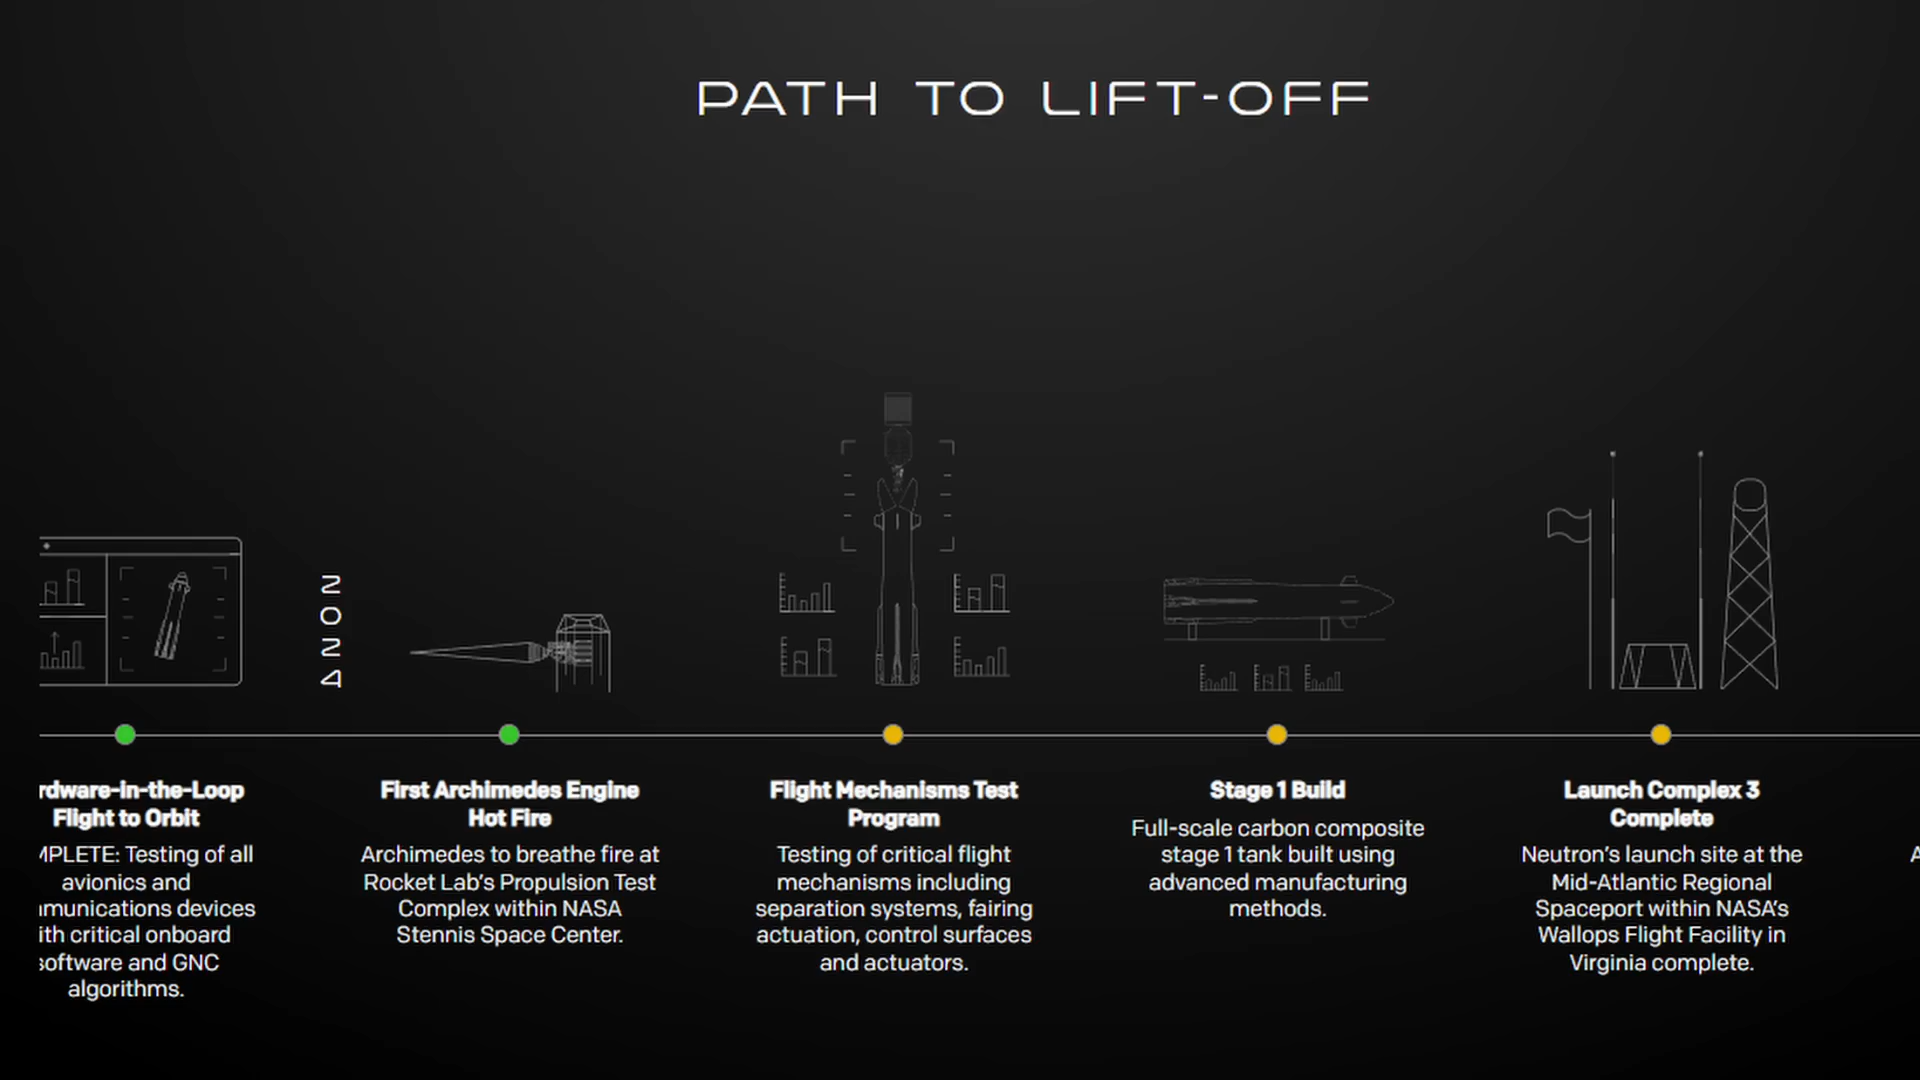 PATH TO LIFT-OFF
2024
rdware-in-the-Loop
Flight to Orbit
MPLETE: Testing of all
avionics and
munications devices
ith critical onboard
software and GNC
algorithms.
First Archimedes Engine
Hot Fire
Archimedes to breathe fire at
Rocket Lab’s Propulsion Test
Complex within NASA
Stennis Space Center.
Flight Mechanisms Test
Program
Testing of critical flight
mechanisms including
separation systems, fairing
actuation, control surfaces
and actuators.
Stage 1 Build
Full-scale carbon composite
stage 1 tank built using
advanced manufacturing
methods.
Launch Complex 3
Complete
Neutron’s launch site at the
Mid-Atlantic Regional
Spaceport within NASA’s
Wallops Flight Facility in
Virginia complete.
A